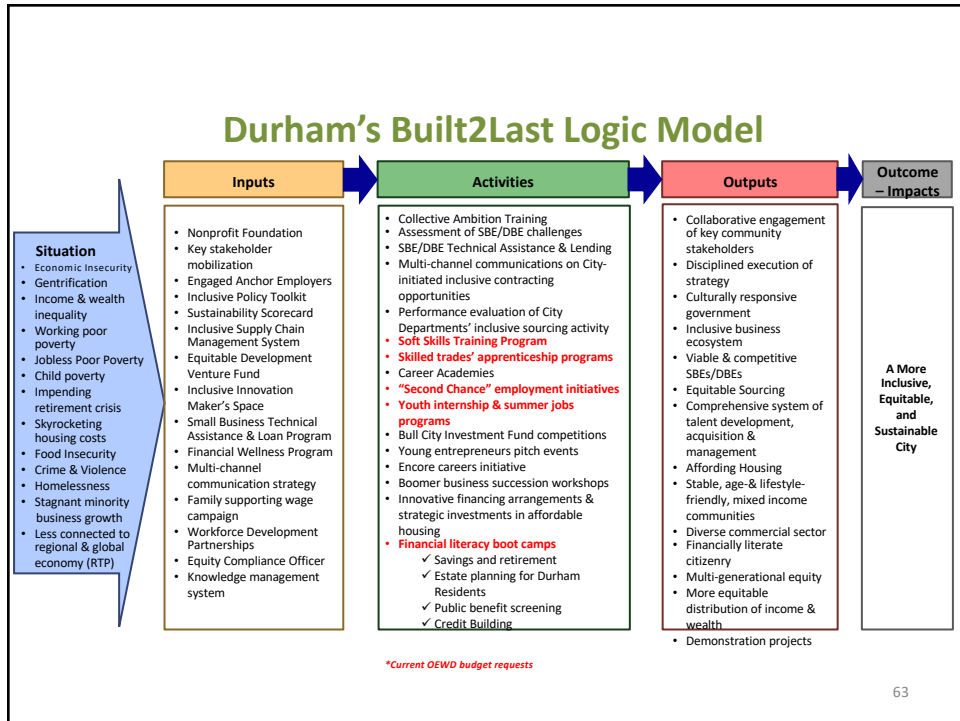 Durham's Built2Last Logic Model
Situation
• Economic Insecurity
• Gentrification
• Income & wealth
inequality
• Working poor
poverty
• Jobless Poor Poverty
• Child poverty
• Impending
retirement crisis
• Skyrocketing
housing costs
• Food Insecurity
• Crime & Violence
• Homelessness
• Stagnant minority
business growth
• Less connected to
regional & global
economy (RTP)
Inputs
• Nonprofit Foundation
• Key stakeholder
mobilization
• Engaged Anchor Employers
• Inclusive Policy Toolkit
• Sustainability Scorecard
• Inclusive Supply Chain
Management System
• Equitable Development
Venture Fund
• Inclusive Innovation
Maker's Space
• Small Business Technical
Assistance & Loan Program
• Financial Wellness Program
• Multi-channel
communication strategy
• Family supporting wage
campaign
• Workforce Development
Partnerships
• Equity Compliance Officer
• Knowledge management
system
Activities
• Collective Ambition Training
• Assessment of SBE/DBE challenges
• SBE/DBE Technical Assistance & Lending
• Multi-channel communications on City-
initiated inclusive contracting
opportunities
• Performance evaluation of City
Departments' inclusive sourcing activity
• Soft Skills Training Program
• Skilled trades' apprenticeship programs
• Career Academies
• "Second Chance" employment initiatives
• Youth internship & summer jobs
programs
• Bull City Investment Fund competitions
• Young entrepreneurs pitch events
• Encore careers initiative
• Boomer business succession workshops
• Innovative financing arrangements &
strategic investments in affordable
housing
• Financial literacy boot camps
✓ Savings and retirement
✓ Estate planning for Durham
Residents
✓ Public benefit screening
✓ Credit Building
Outputs
• Collaborative engagement
of key community
stakeholders
• Disciplined execution of
strategy
• Culturally responsive
government
• Inclusive business
ecosystem
• Viable & competitive
SBEs/DBEs
• Equitable Sourcing
• Comprehensive system of
talent development,
acquisition &
management
• Affording Housing
• Stable, age-& lifestyle-
friendly, mixed income
communities
• Diverse commercial sector
• Financially literate
citizenry
• Multi-generational equity
• More equitable
distribution of income &
wealth
• Demonstration projects
Outcome
– Impacts
A More
Inclusive,
Equitable,
and
Sustainable
City
*Current OEWD budget requests
63